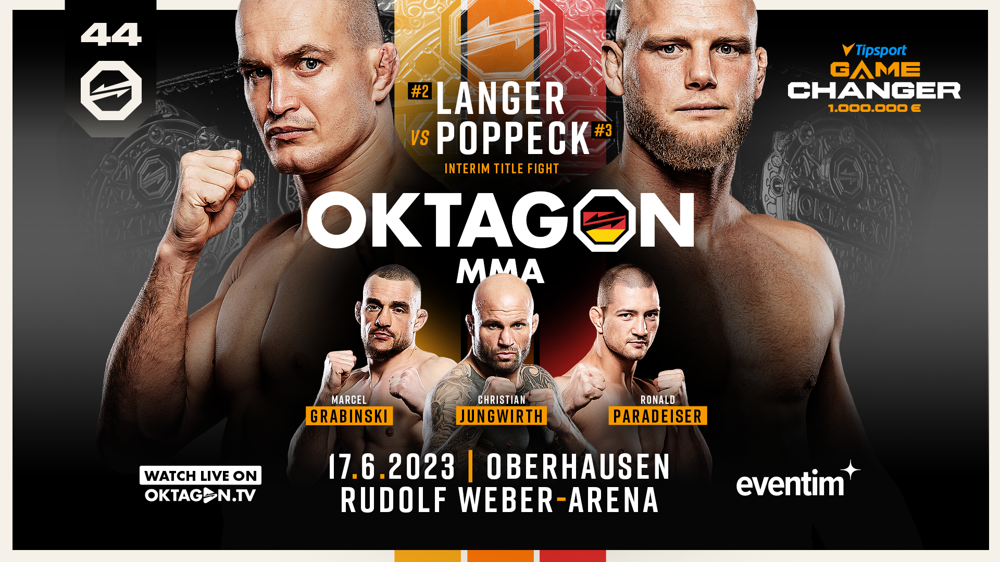 44
Tipsport
GAME
CHANGER
1.000.000 €
#2 LANGER
VS POPPECK #3
INTERIM TITLE FIGHT
OKTAGON
MMA
OKTAGON
MARCEL
GRABINSKI
CHRISTIAN
JUNGWIRTH
RONALD
PARADEISER
17.6.2023 | OBERHAUSEN
RUDOLF WEBER-ARENA
WATCH LIVE ON
OKTAGON.TV
eventim